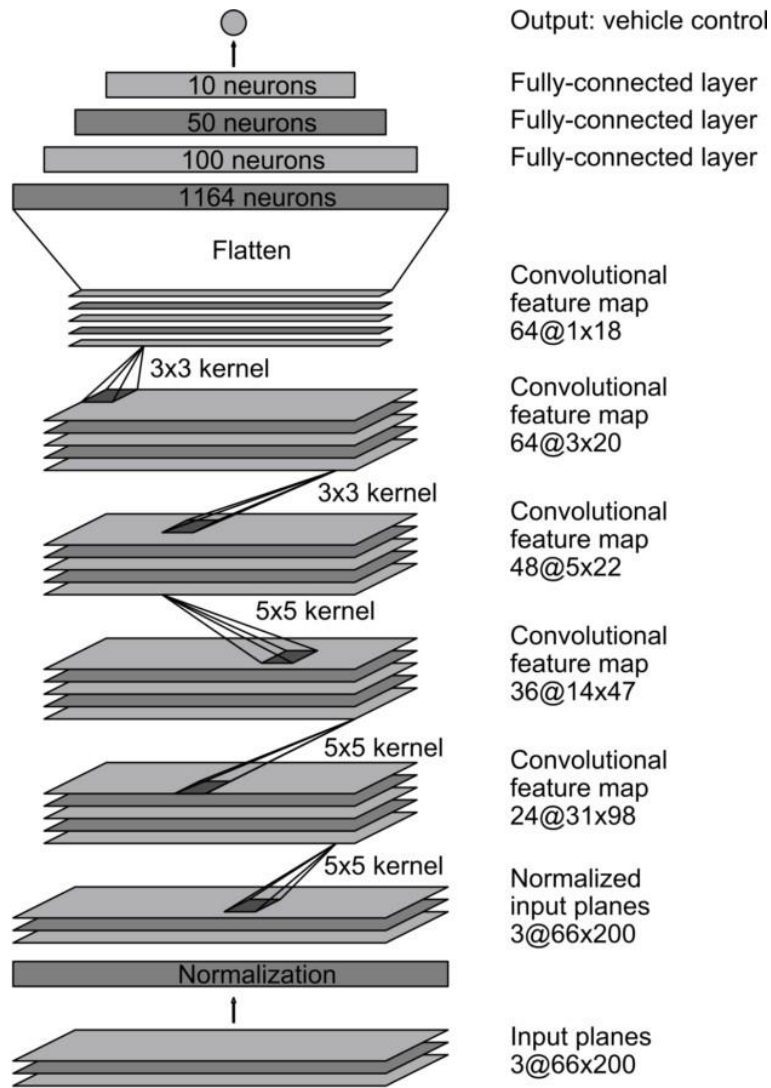 Output: vehicle control
10 neurons
Fully-connected layer
50 neurons
Fully-connected layer
100 neurons
Fully-connected layer
1164 neurons
Flatten
Convolutional
feature map
64@1x18
3x3 kernel
Convolutional
feature map
64@3x20
3x3 kernel
Convolutional
feature map
48@5x22
5x5 kernel
Convolutional
feature map
36@14x47
5x5 kernel
Convolutional
feature map
24@31x98
5x5 kernel
Normalized
input planes
3@66x200
Normalization
Input planes
3@66x200